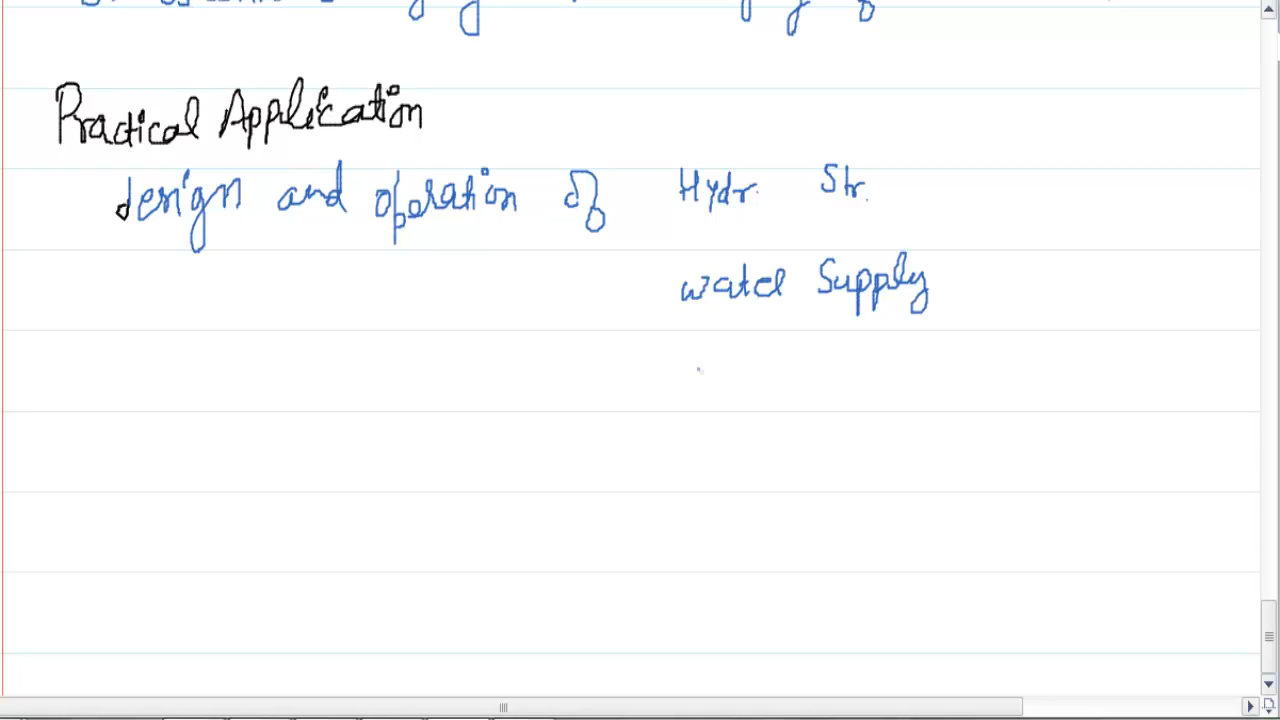 Practical Application
design and operation of Hydr. Str.
water Supply